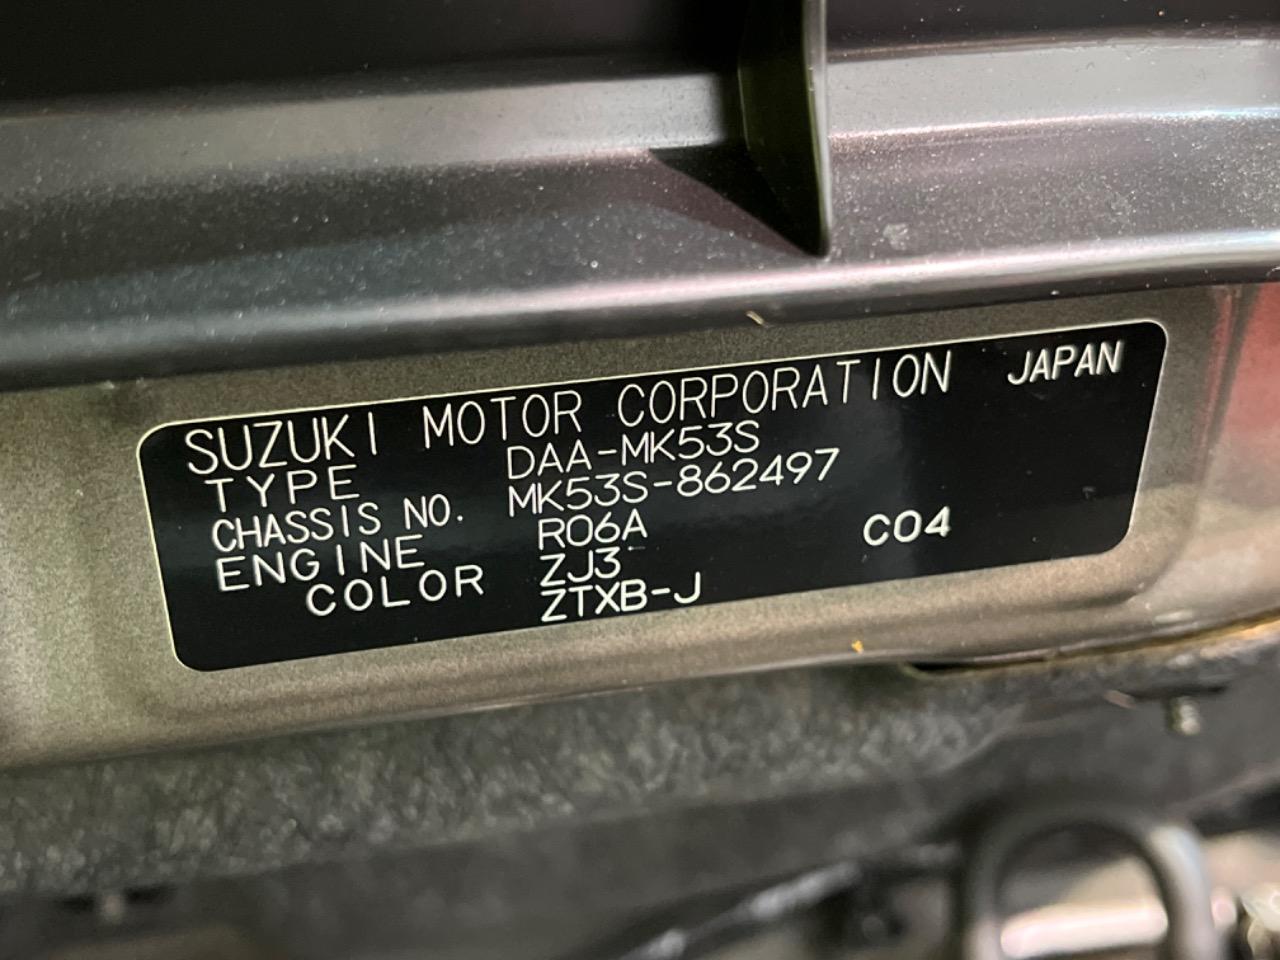 SUZUKI MOTOR CORPORATION JAPAN
TYPE DAA-MK53S
CHASSIS NO. MK53S-862497
ENGINE R06A
COLOR ZJ3 C04
ZTXB-J